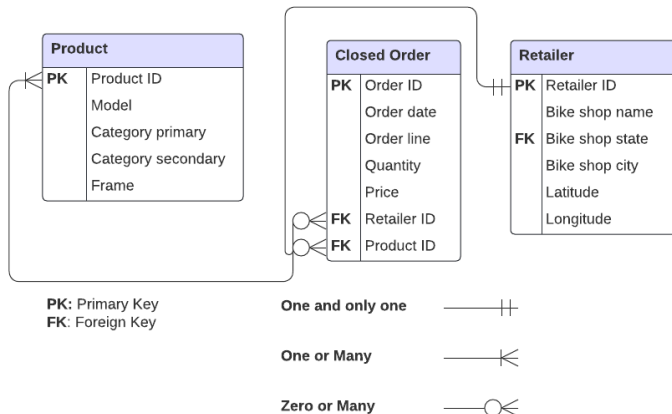 Product
PK Product ID
Model
Category primary
Category secondary
Frame
Closed Order
PK Order ID
Order date
Order line
Quantity
Price
FK Retailer ID
FK Product ID
Retailer
PK Retailer ID
Bike shop name
FK Bike shop state
Bike shop city
Latitude
Longitude
PK: Primary Key
FK: Foreign Key
One and only one
One or Many
Zero or Many